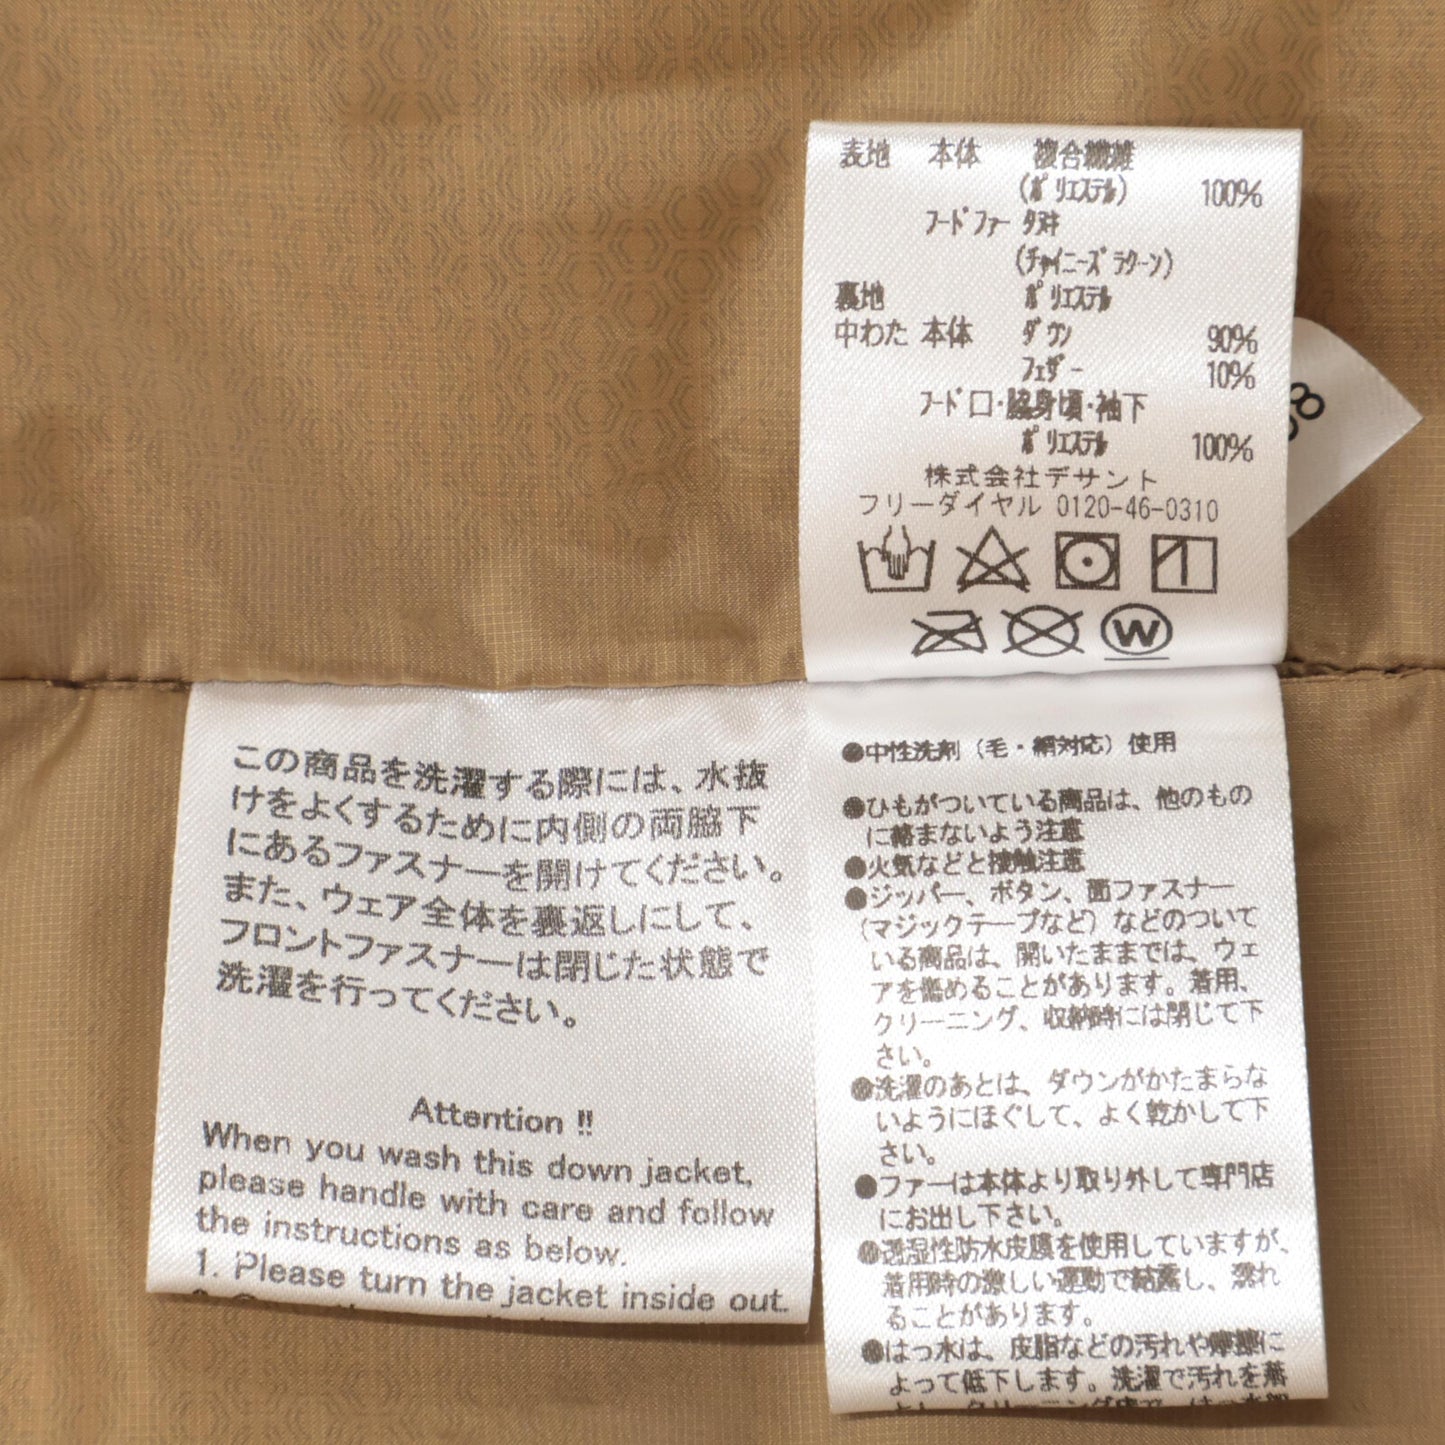 表地 本体 複合繊維
(ポリエステル) 100%
フードファー タヌキ
(チャイニーズラクーン)
裏地 ポリエステル
中わた 本体 ダウン 90%
フェザー 10%
フード口・脇身頃・袖下
ポリエステル 100%
株式会社デサント
フリーダイヤル 0120-46-0310
W
8
この商品を洗濯する際には、水抜
けをよくするために内側の両脇下
にあるファスナーを開けてください。
また、ウェア全体を裏返しにして、
フロントファスナーは閉じた状態で
洗濯を行ってください。
Attention !!
When you wash this down jacket,
please handle with care and follow
the instructions as below.
1. Please turn the jacket inside out.
●中性洗剤（毛・絹対応）使用
●ひもがついている商品は、他のもの
に絡まないよう注意
●火気などと接触注意
●ジッパー、ボタン、面ファスナー
(マジックテープなど）などのついて
いる商品は、開いたままでは、ウェ
アを傷めることがあります。着用、
クリーニング、収納時には閉じて下
さい。
●洗濯のあとは、ダウンがかたまらな
いようにほぐして、よく乾かして下
さい。
●ファーは本体より取り外して専門店
にお出し下さい。
●透湿性防水皮膜を使用していますが、
着用時の激しい運動で結露し、濡れ
ることがあります。
●はっ水は、皮脂などの汚れや摩擦に
よって低下します。洗濯で汚れを落